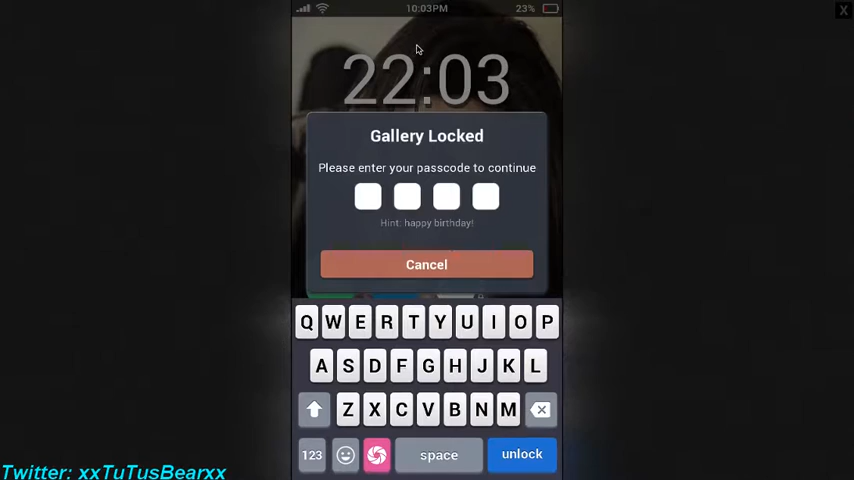 10:03PM 23% X
22:03
Gallery Locked
Please enter your passcode to continue
Hint: happy birthday!
Cancel
Q W E R T Y U I O P
A S D F G H J K L
Z X C V B N M
123 space unlock
Twitter: xxTuTusBearxx